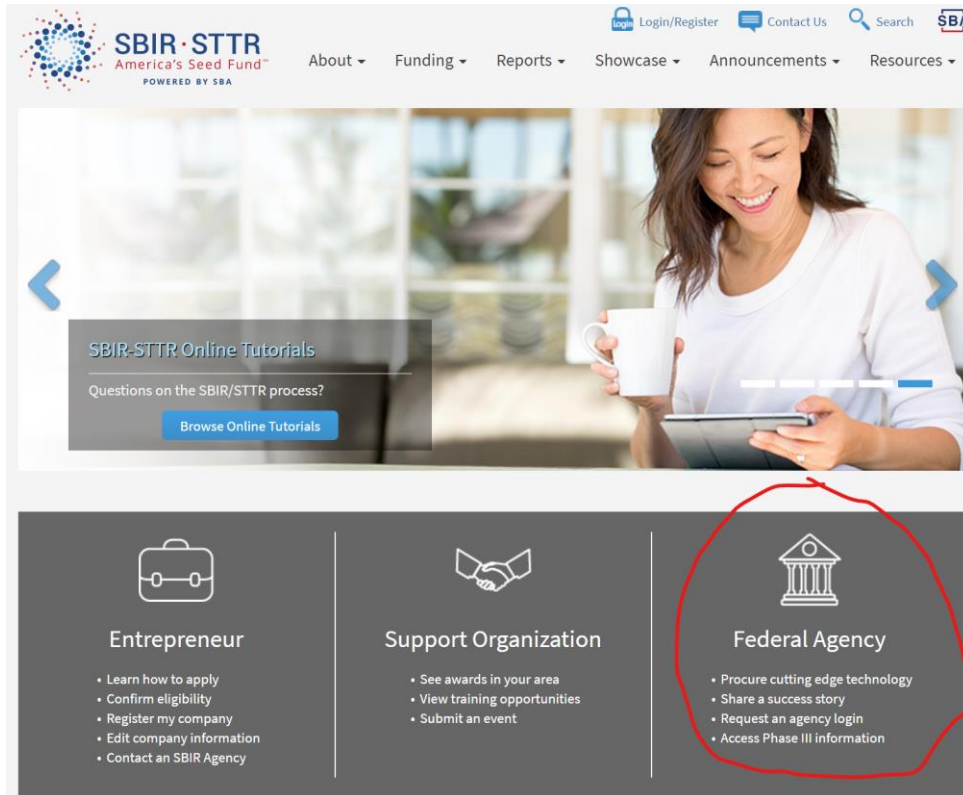 Login Login/Register Contact Us Search SBA
SBIR·STTR
America's Seed Fund™
POWERED BY SBA
About Funding Reports Showcase Announcements Resources
SBIR-STTR Online Tutorials
Questions on the SBIR/STTR process?
Browse Online Tutorials
Entrepreneur
• Learn how to apply
• Confirm eligibility
• Register my company
• Edit company information
• Contact an SBIR Agency
Support Organization
• See awards in your area
• View training opportunities
• Submit an event
Federal Agency
• Procure cutting edge technology
• Share a success story
• Request an agency login
• Access Phase III information